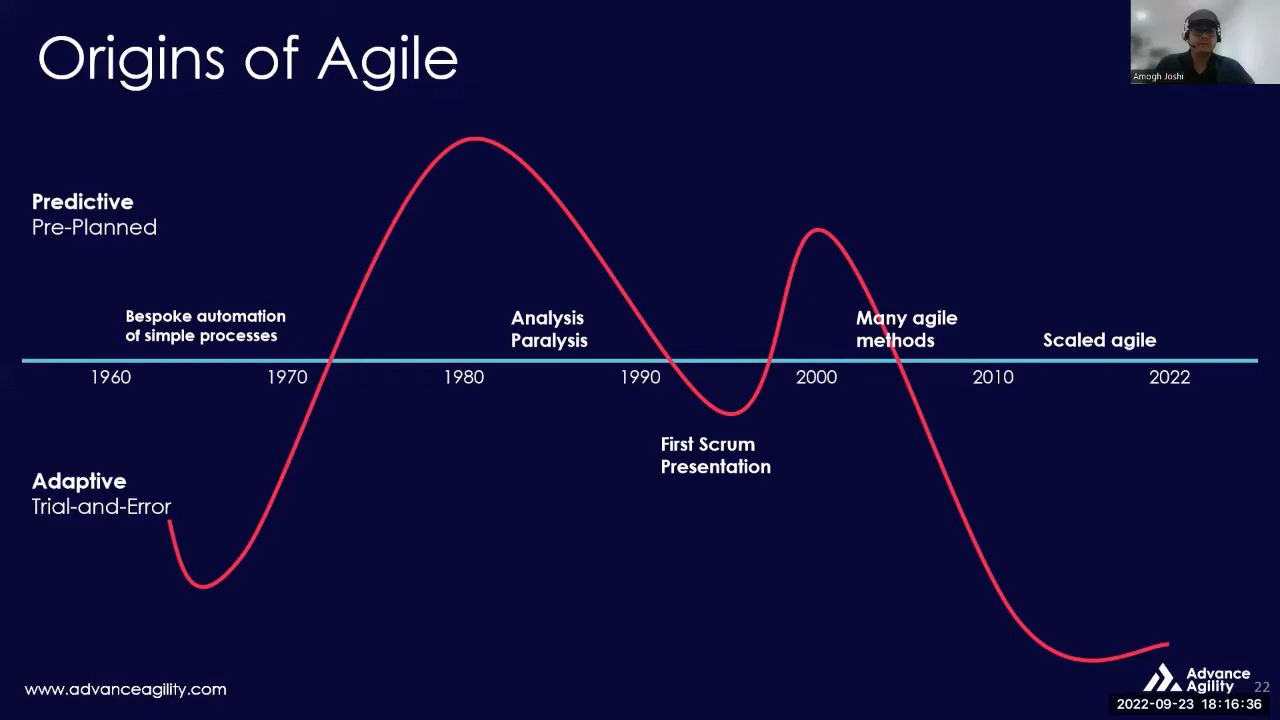 Origins of Agile
Amogh Joshi
Predictive
Pre-Planned
Bespoke automation
of simple processes
Analysis
Paralysis
Many agile
methods
Scaled agile
1960
1970
1980
1990
2000
2010
2022
First Scrum
Presentation
Adaptive
Trial-and-Error
www.advanceagility.com
Advance
Agility
22
2022-09-23 18:16:36